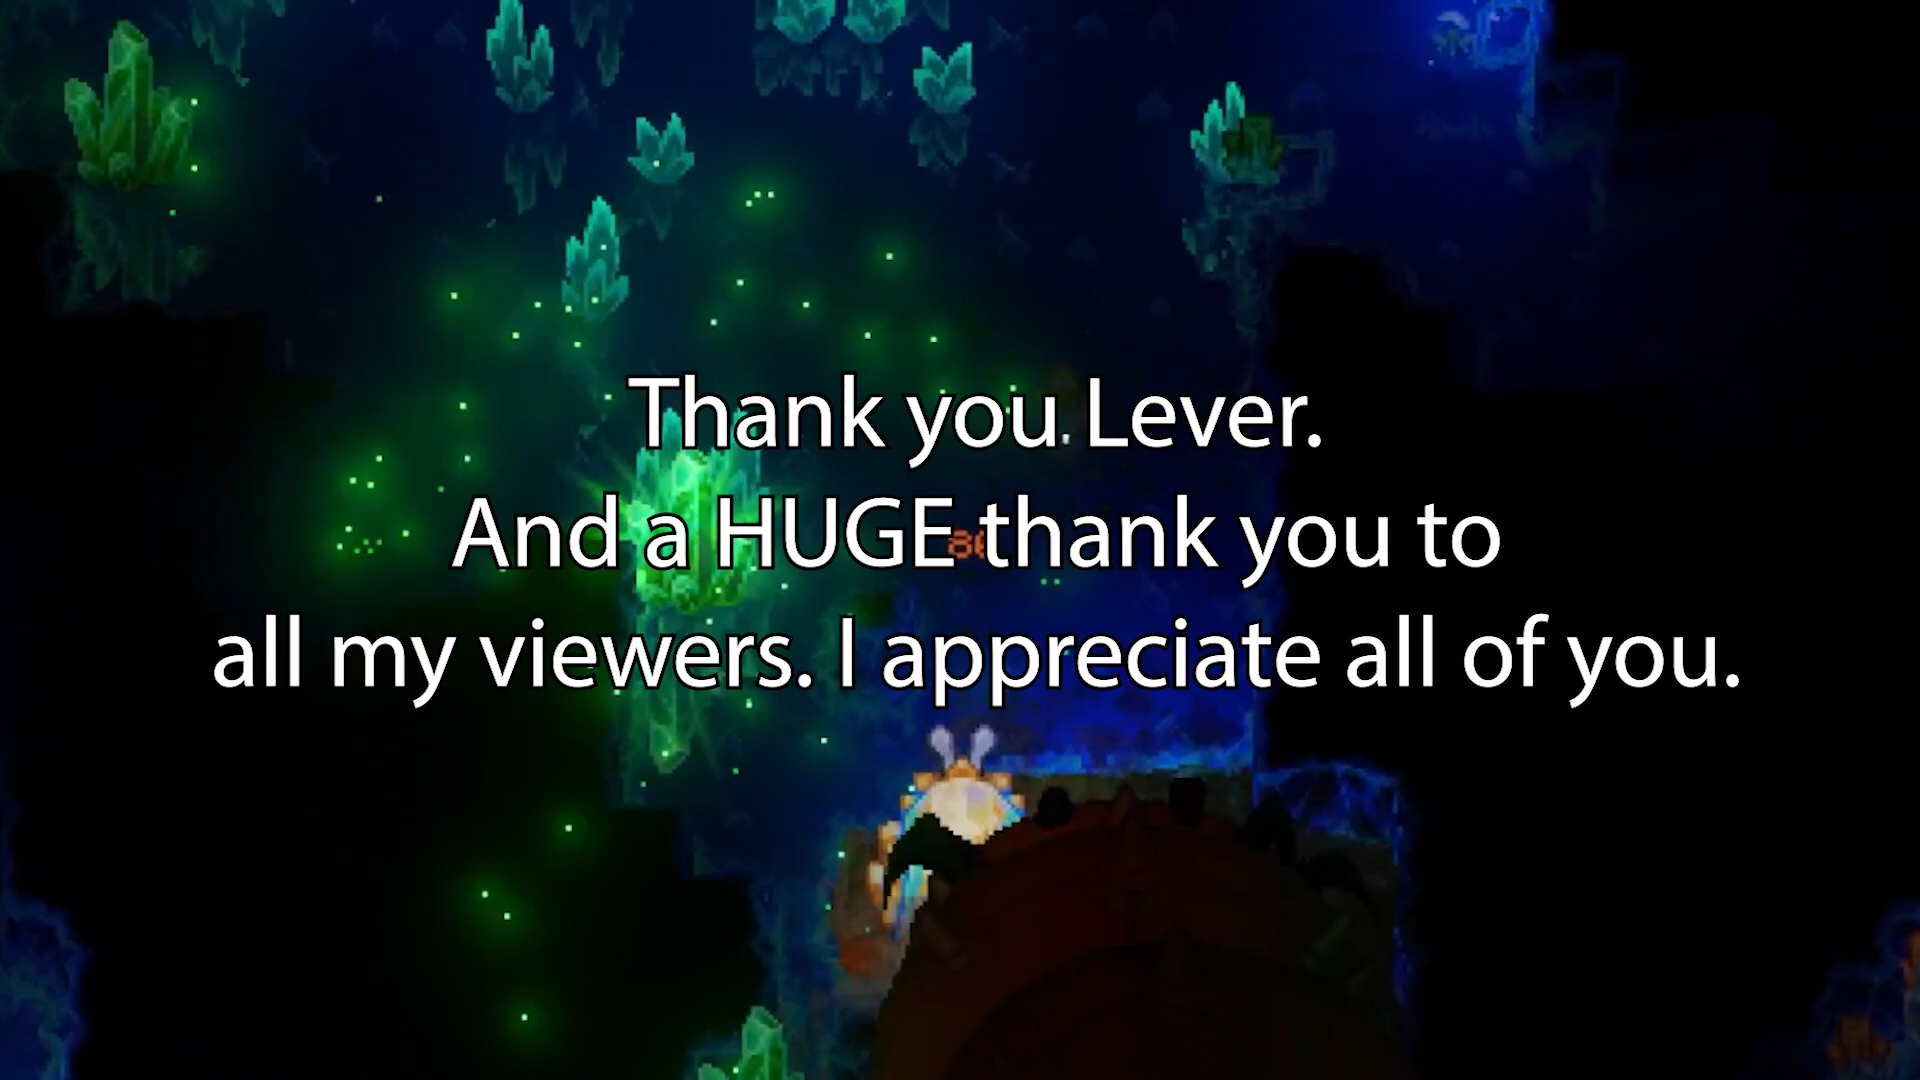 Thank you Lever.
And a HUGE thank you to
all my viewers. I appreciate all of you.